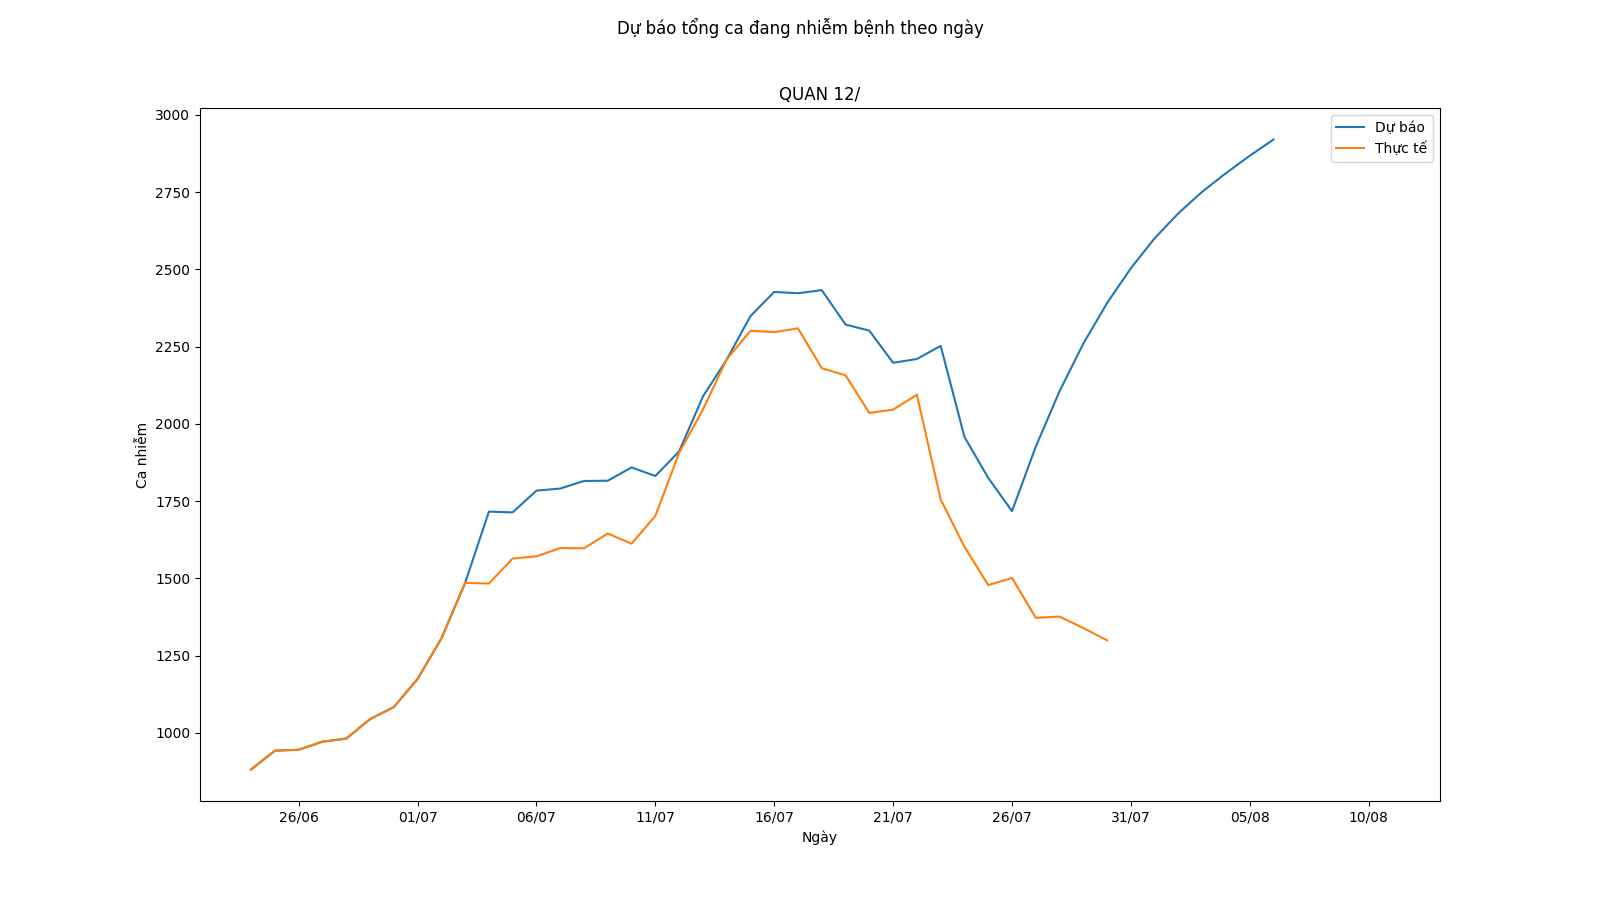 Dự báo tổng ca đang nhiễm bệnh theo ngày
QUAN 12/
Dự báo
Thực tế
Ca nhiễm
3000
2750
2500
2250
2000
1750
1500
1250
1000
26/06 01/07 06/07 11/07 16/07 21/07 26/07 31/07 05/08 10/08
Ngày